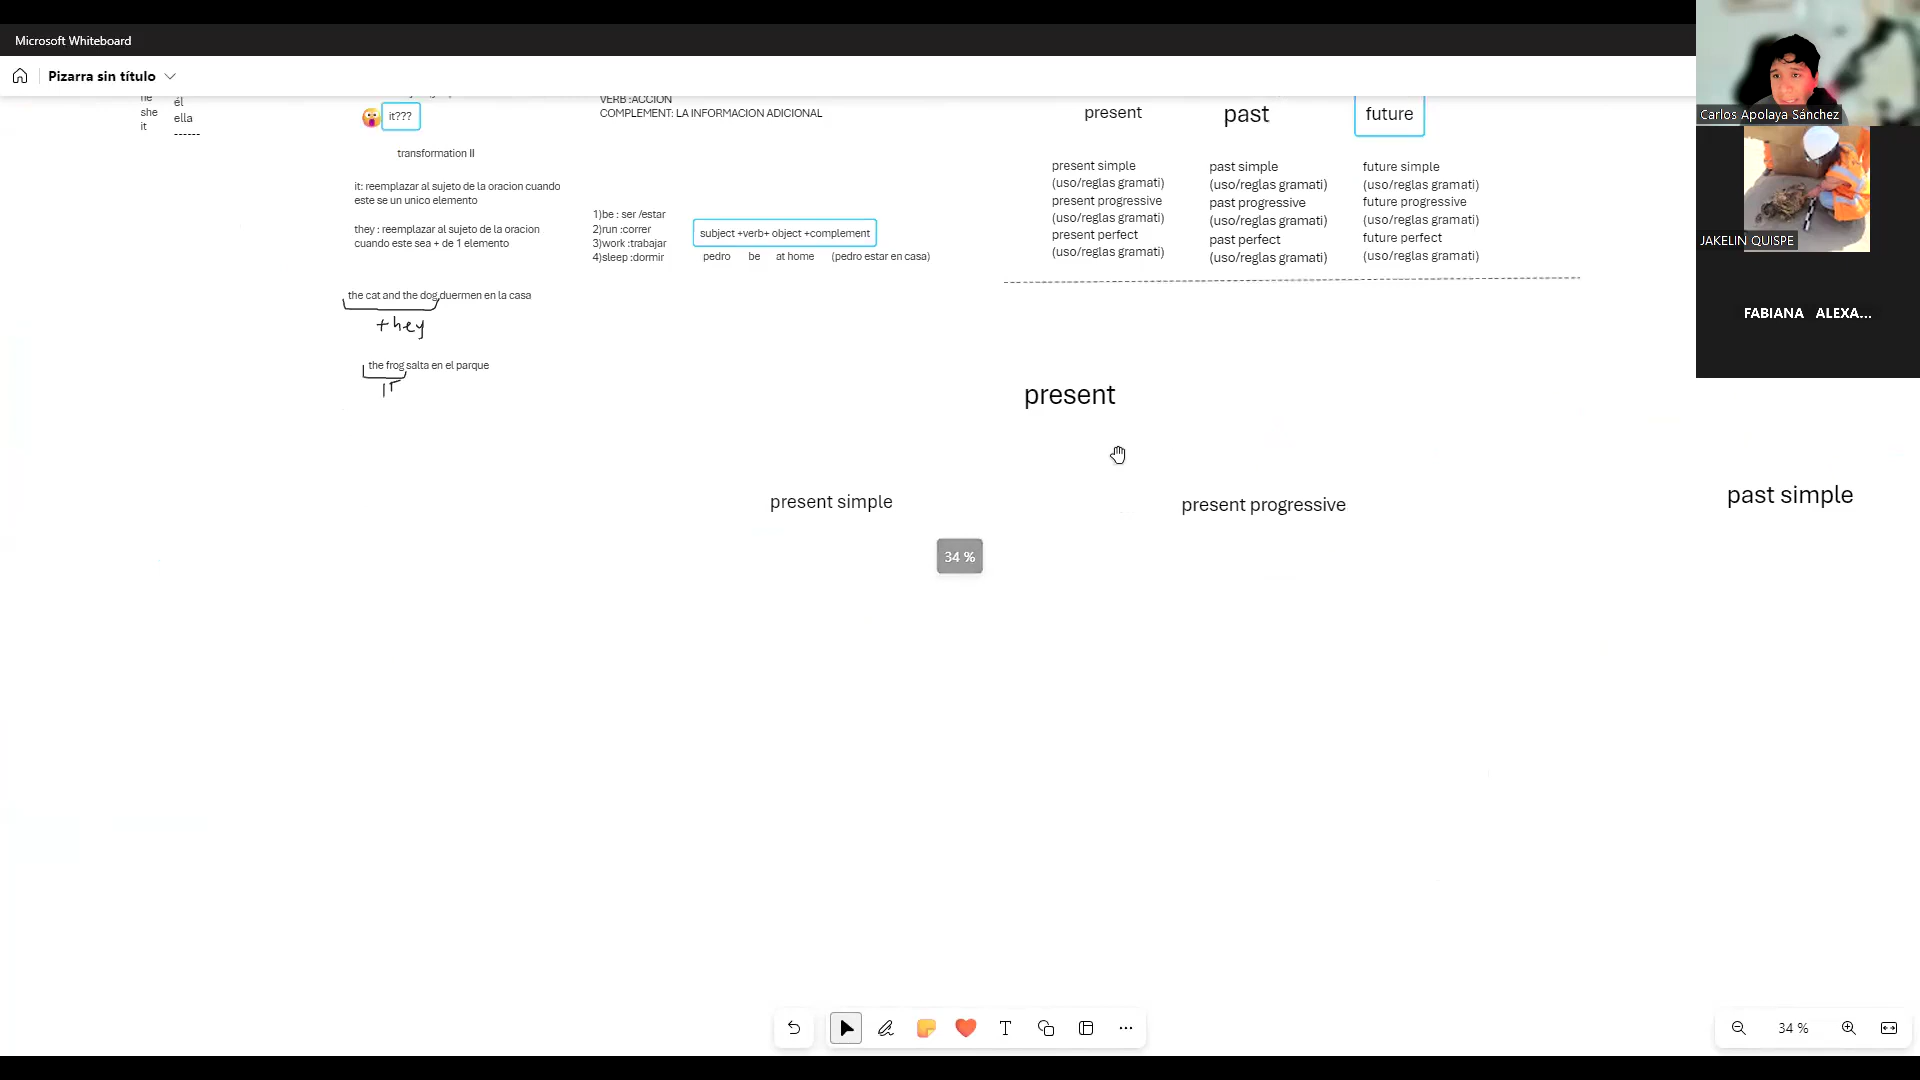 Microsoft Whiteboard
Pizarra sin título
he
she
it
él
ella
------
it???
transformation II
it: reemplazar al sujeto de la oracion cuando
este se un unico elemento
they : reemplazar al sujeto de la oracion
cuando este sea + de 1 elemento
the cat and the dog duermen en la casa
they
the frog salta en el parque
IT
VERB :ACCION
COMPLEMENT: LA INFORMACION ADICIONAL
1)be : ser /estar
2)run :correr
3)work :trabajar
4)sleep :dormir
subject +verb+ object +complement
pedro be at home (pedro estar en casa)
present
present simple
(uso/reglas gramati)
present progressive
(uso/reglas gramati)
present perfect
(uso/reglas gramati)
past
past simple
(uso/reglas gramati)
past progressive
(uso/reglas gramati)
past perfect
(uso/reglas gramati)
future
future simple
(uso/reglas gramati)
future progressive
(uso/reglas gramati)
future perfect
(uso/reglas gramati)
present
present simple
present progressive
past simple
34 %
Carlos Apolaya Sánchez
JAKELIN QUISPE
FABIANA ALEXA...
34 %